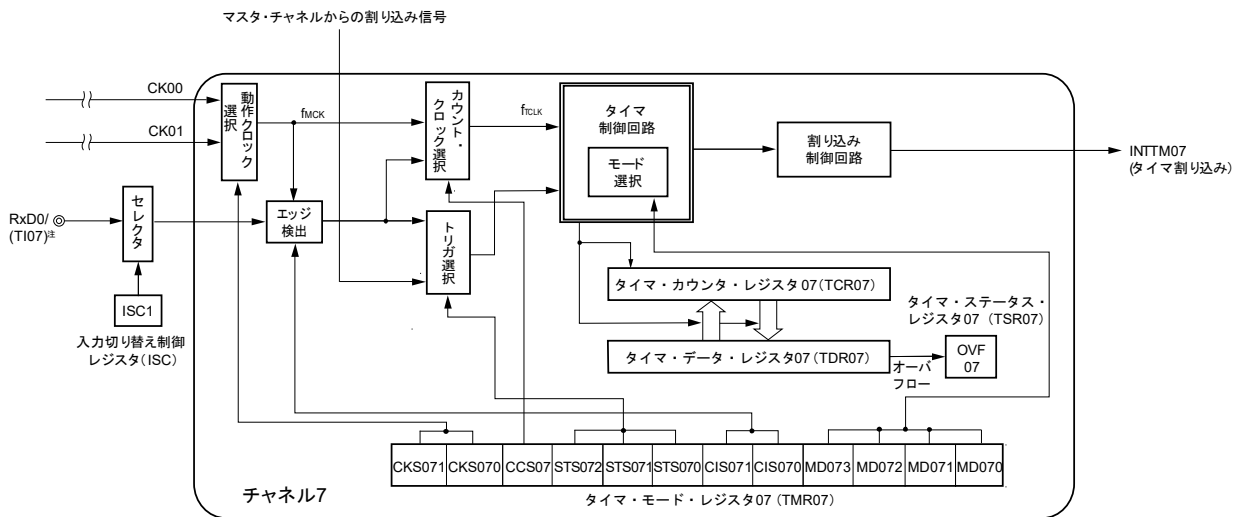 マスタ・チャネルからの割り込み信号
CK00
CK01
動作クロック
選択
fMCK
カウント・
クロック選択
fTCLK
タイマ
制御回路
モード
選択
割り込み
制御回路
INTTM07
(タイマ割り込み)
RxD0/
(TI07)注
セレクタ
エッジ
検出
トリガ選択
ISC1
入力切り替え制御
レジスタ(ISC)
タイマ・カウンタ・レジスタ07(TCR07)
タイマ・ステータス・
レジスタ07(TSR07)
タイマ・データ・レジスタ07(TDR07)
オーバ
フロー
OVF
07
CKS071 CKS070 CCS07 STS072 STS071 STS070 CIS071 CIS070 MD073 MD072 MD071 MD070
チャネル7
タイマ・モード・レジスタ07(TMR07)